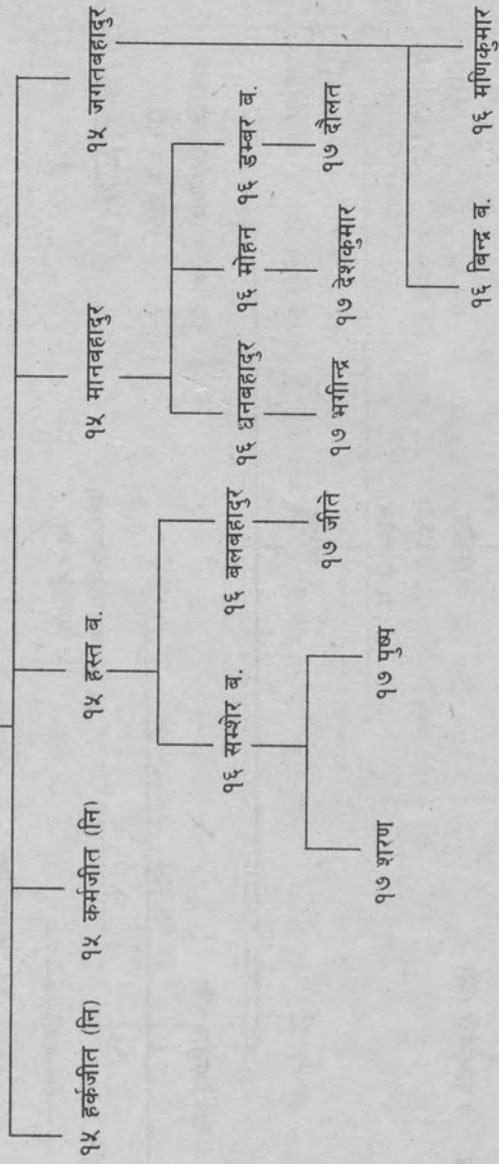 १५ हर्कजीत (नि) १५ कर्मजीत (नि) १५ हस्त ब. १५ मानबहादुर १५ जगतबहादुर
१६ सम्शेर ब. १६ बलबहादुर १६ धनबहादुर १६ मोहन १६ डम्बर ब.
१७ शरण १७ पुष्प १७ जीते १७ भगीन्द्र १७ देशकुमार १७ दौलत
१६ बिन्द्र ब. १६ मणिकुमार